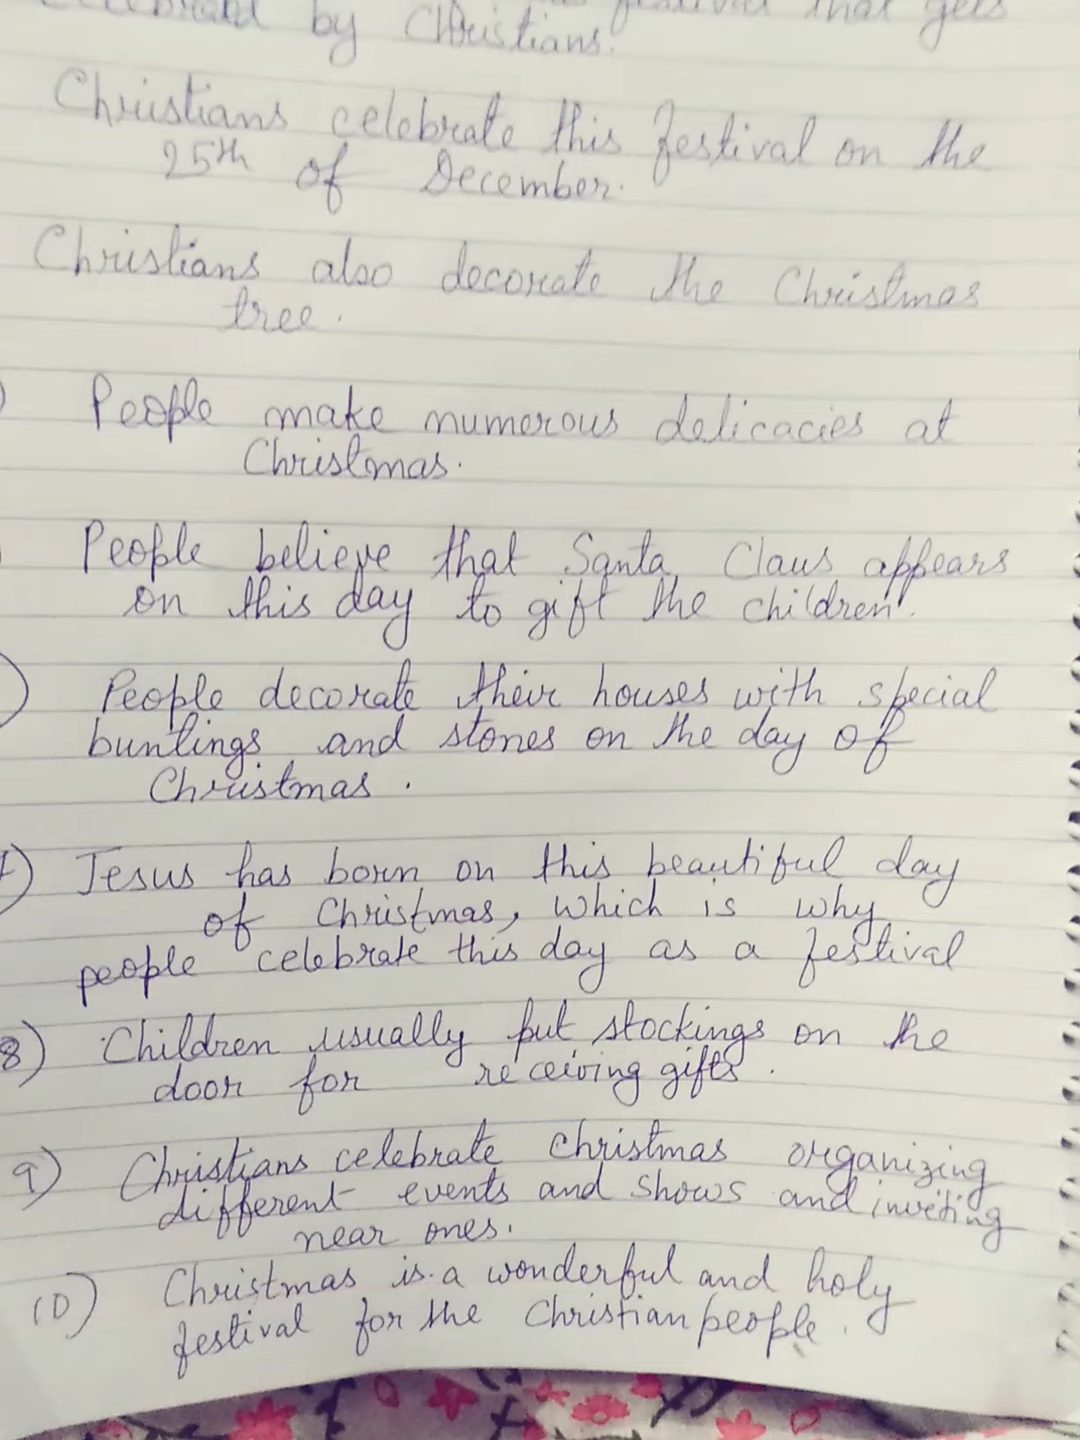 by Christians.
Christians celebrate this festival on the
25th of December.
Christians also decorate the Christmas
tree.
People make numerous delicacies at
Christmas.
People believe that Santa Claus appears
on this day to gift the children.
People decorate their houses with special
buntings and stones on the day of
Christmas.
Jesus has born on this beautiful day
of Christmas, which is why
people celebrate this day as a festival
8) Children usually put stockings on the
door for receiving gifts.
9) Christians celebrate christmas organizing
different events and shows and inviting
near ones.
10) Christmas is a wonderful and holy
festival for the Christian people.